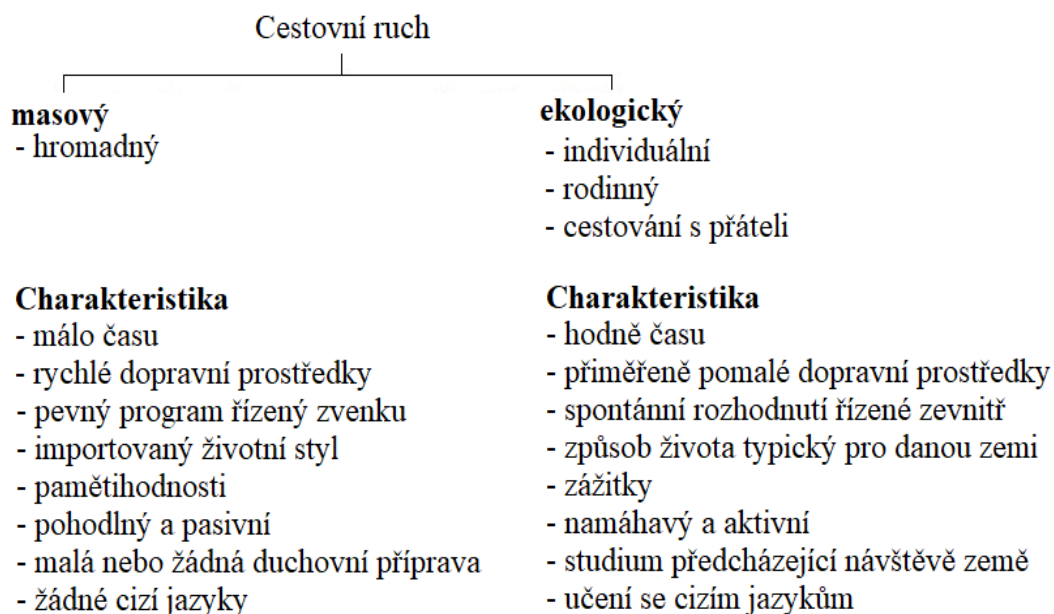 Cestovní ruch
masový
- hromadný
ekologický
- individuální
- rodinný
- cestování s přáteli
Charakteristika
- málo času
- rychlé dopravní prostředky
- pevný program řízený zvenku
- importovaný životní styl
- pamětihodnosti
- pohodlný a pasivní
- malá nebo žádná duchovní příprava
- žádné cizí jazyky
Charakteristika
- hodně času
- přiměřeně pomalé dopravní prostředky
- spontánní rozhodnutí řízené zevnitř
- způsob života typický pro danou zemi
- zážitky
- namáhavý a aktivní
- studium předcházející návštěvě země
- učení se cizím jazykům